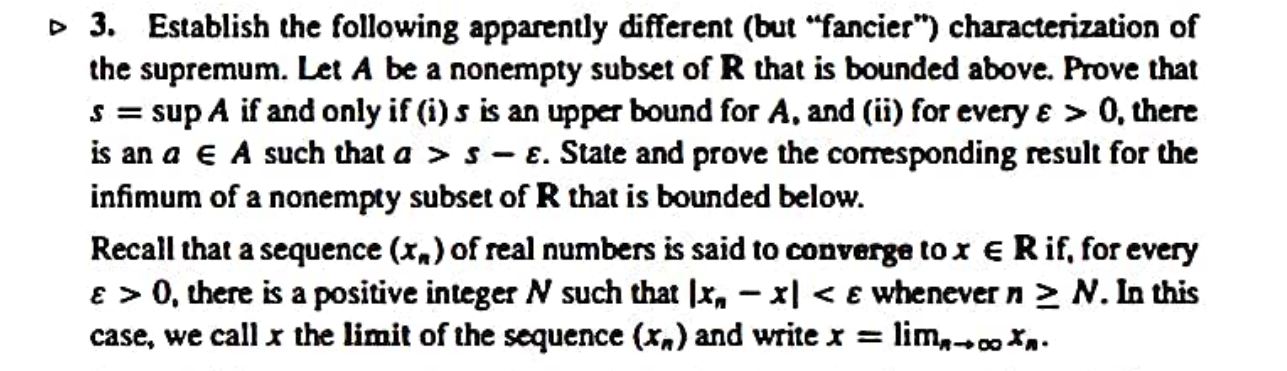 ▷ 3. Establish the following apparently different (but “fancier”) characterization of
the supremum. Let A be a nonempty subset of R that is bounded above. Prove that
s = sup A if and only if (i) s is an upper bound for A, and (ii) for every ε > 0, there
is an a ∈ A such that a > s − ε. State and prove the corresponding result for the
infimum of a nonempty subset of R that is bounded below.
Recall that a sequence (xₙ) of real numbers is said to converge to x ∈ R if, for every
ε > 0, there is a positive integer N such that |xₙ − x| < ε whenever n ≥ N. In this
case, we call x the limit of the sequence (xₙ) and write x = limₙ→∞ xₙ.